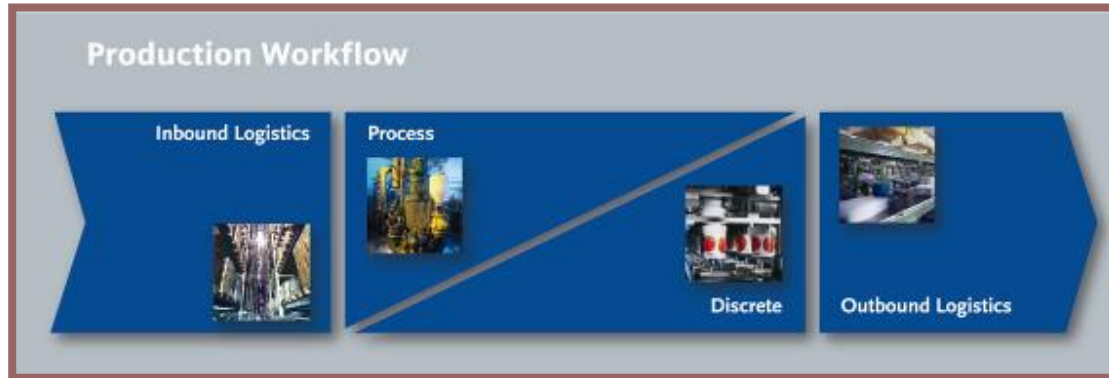 Production Workflow
Inbound Logistics
Process
Discrete
Outbound Logistics